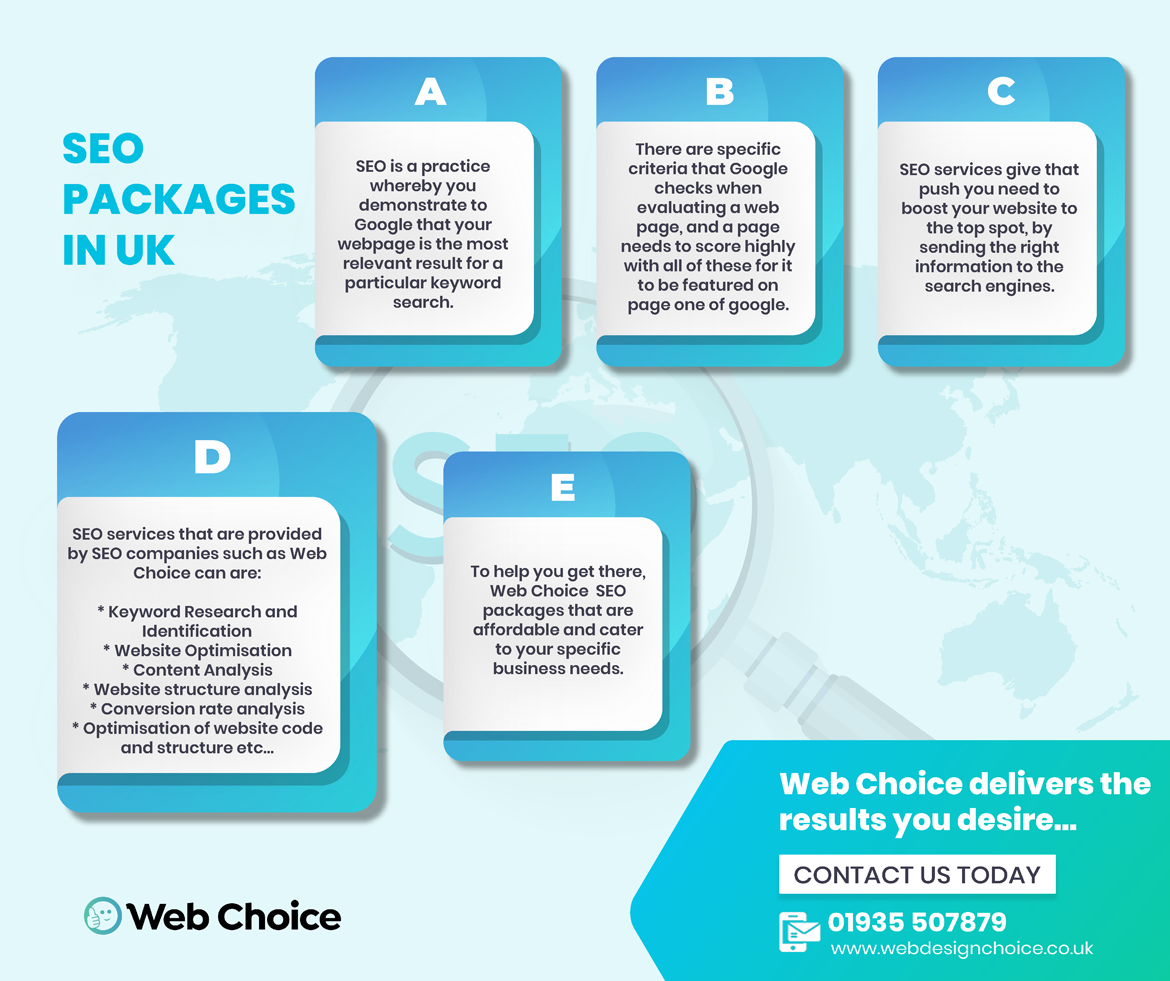 SEO
PACKAGES
IN UK
A
SEO is a practice
whereby you
demonstrate to
Google that your
webpage is the most
relevant result for a
particular keyword
search.
B
There are specific
criteria that Google
checks when
evaluating a web
page, and a page
needs to score highly
with all of these for it
to be featured on
page one of google.
C
SEO services give that
push you need to
boost your website to
the top spot, by
sending the right
information to the
search engines.
D
SEO services that are provided
by SEO companies such as Web
Choice can are:
* Keyword Research and
Identification
* Website Optimisation
* Content Analysis
* Website structure analysis
* Conversion rate analysis
* Optimisation of website code
and structure etc...
SEO
E
To help you get there,
Web Choice  SEO
packages that are
affordable and cater
to your specific
business needs.
Web Choice delivers the
results you desire...
CONTACT US TODAY
01935 507879
www.webdesignchoice.co.uk
Web Choice